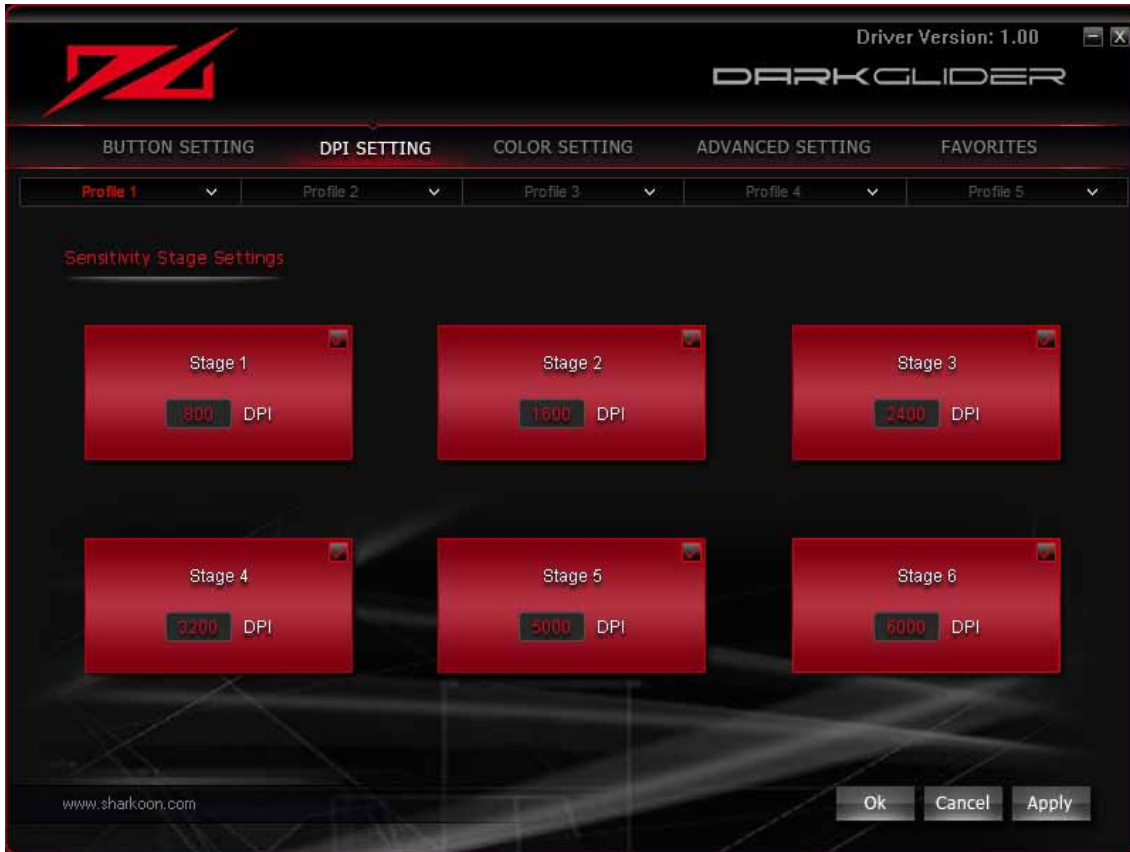 Driver Version: 1.00
DARKGLIDER
BUTTON SETTING DPI SETTING COLOR SETTING ADVANCED SETTING FAVORITES
Profile 1 Profile 2 Profile 3 Profile 4 Profile 5
Sensitivity Stage Settings
Stage 1 Stage 2 Stage 3
800 DPI 1600 DPI 2400 DPI
Stage 4 Stage 5 Stage 6
3200 DPI 5000 DPI 6000 DPI
www.sharkoon.com Ok Cancel Apply